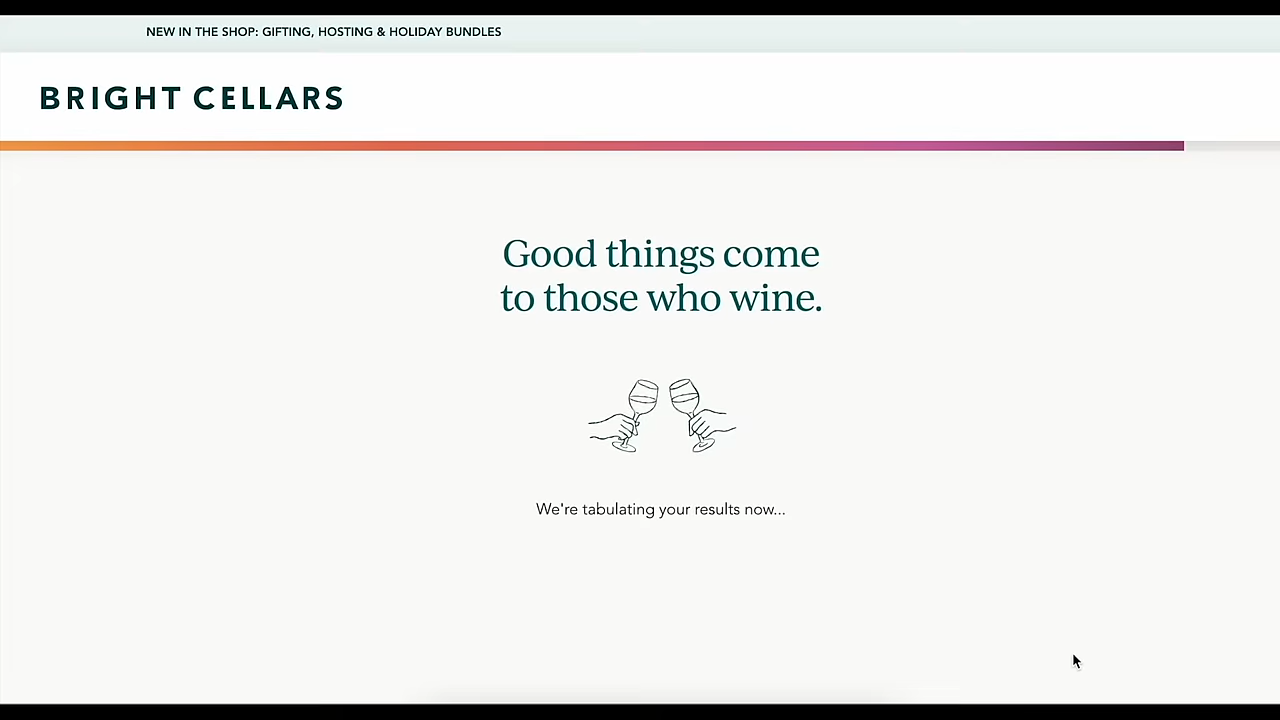 NEW IN THE SHOP: GIFTING, HOSTING & HOLIDAY BUNDLES
BRIGHT CELLARS
Good things come
to those who wine.
We're tabulating your results now...